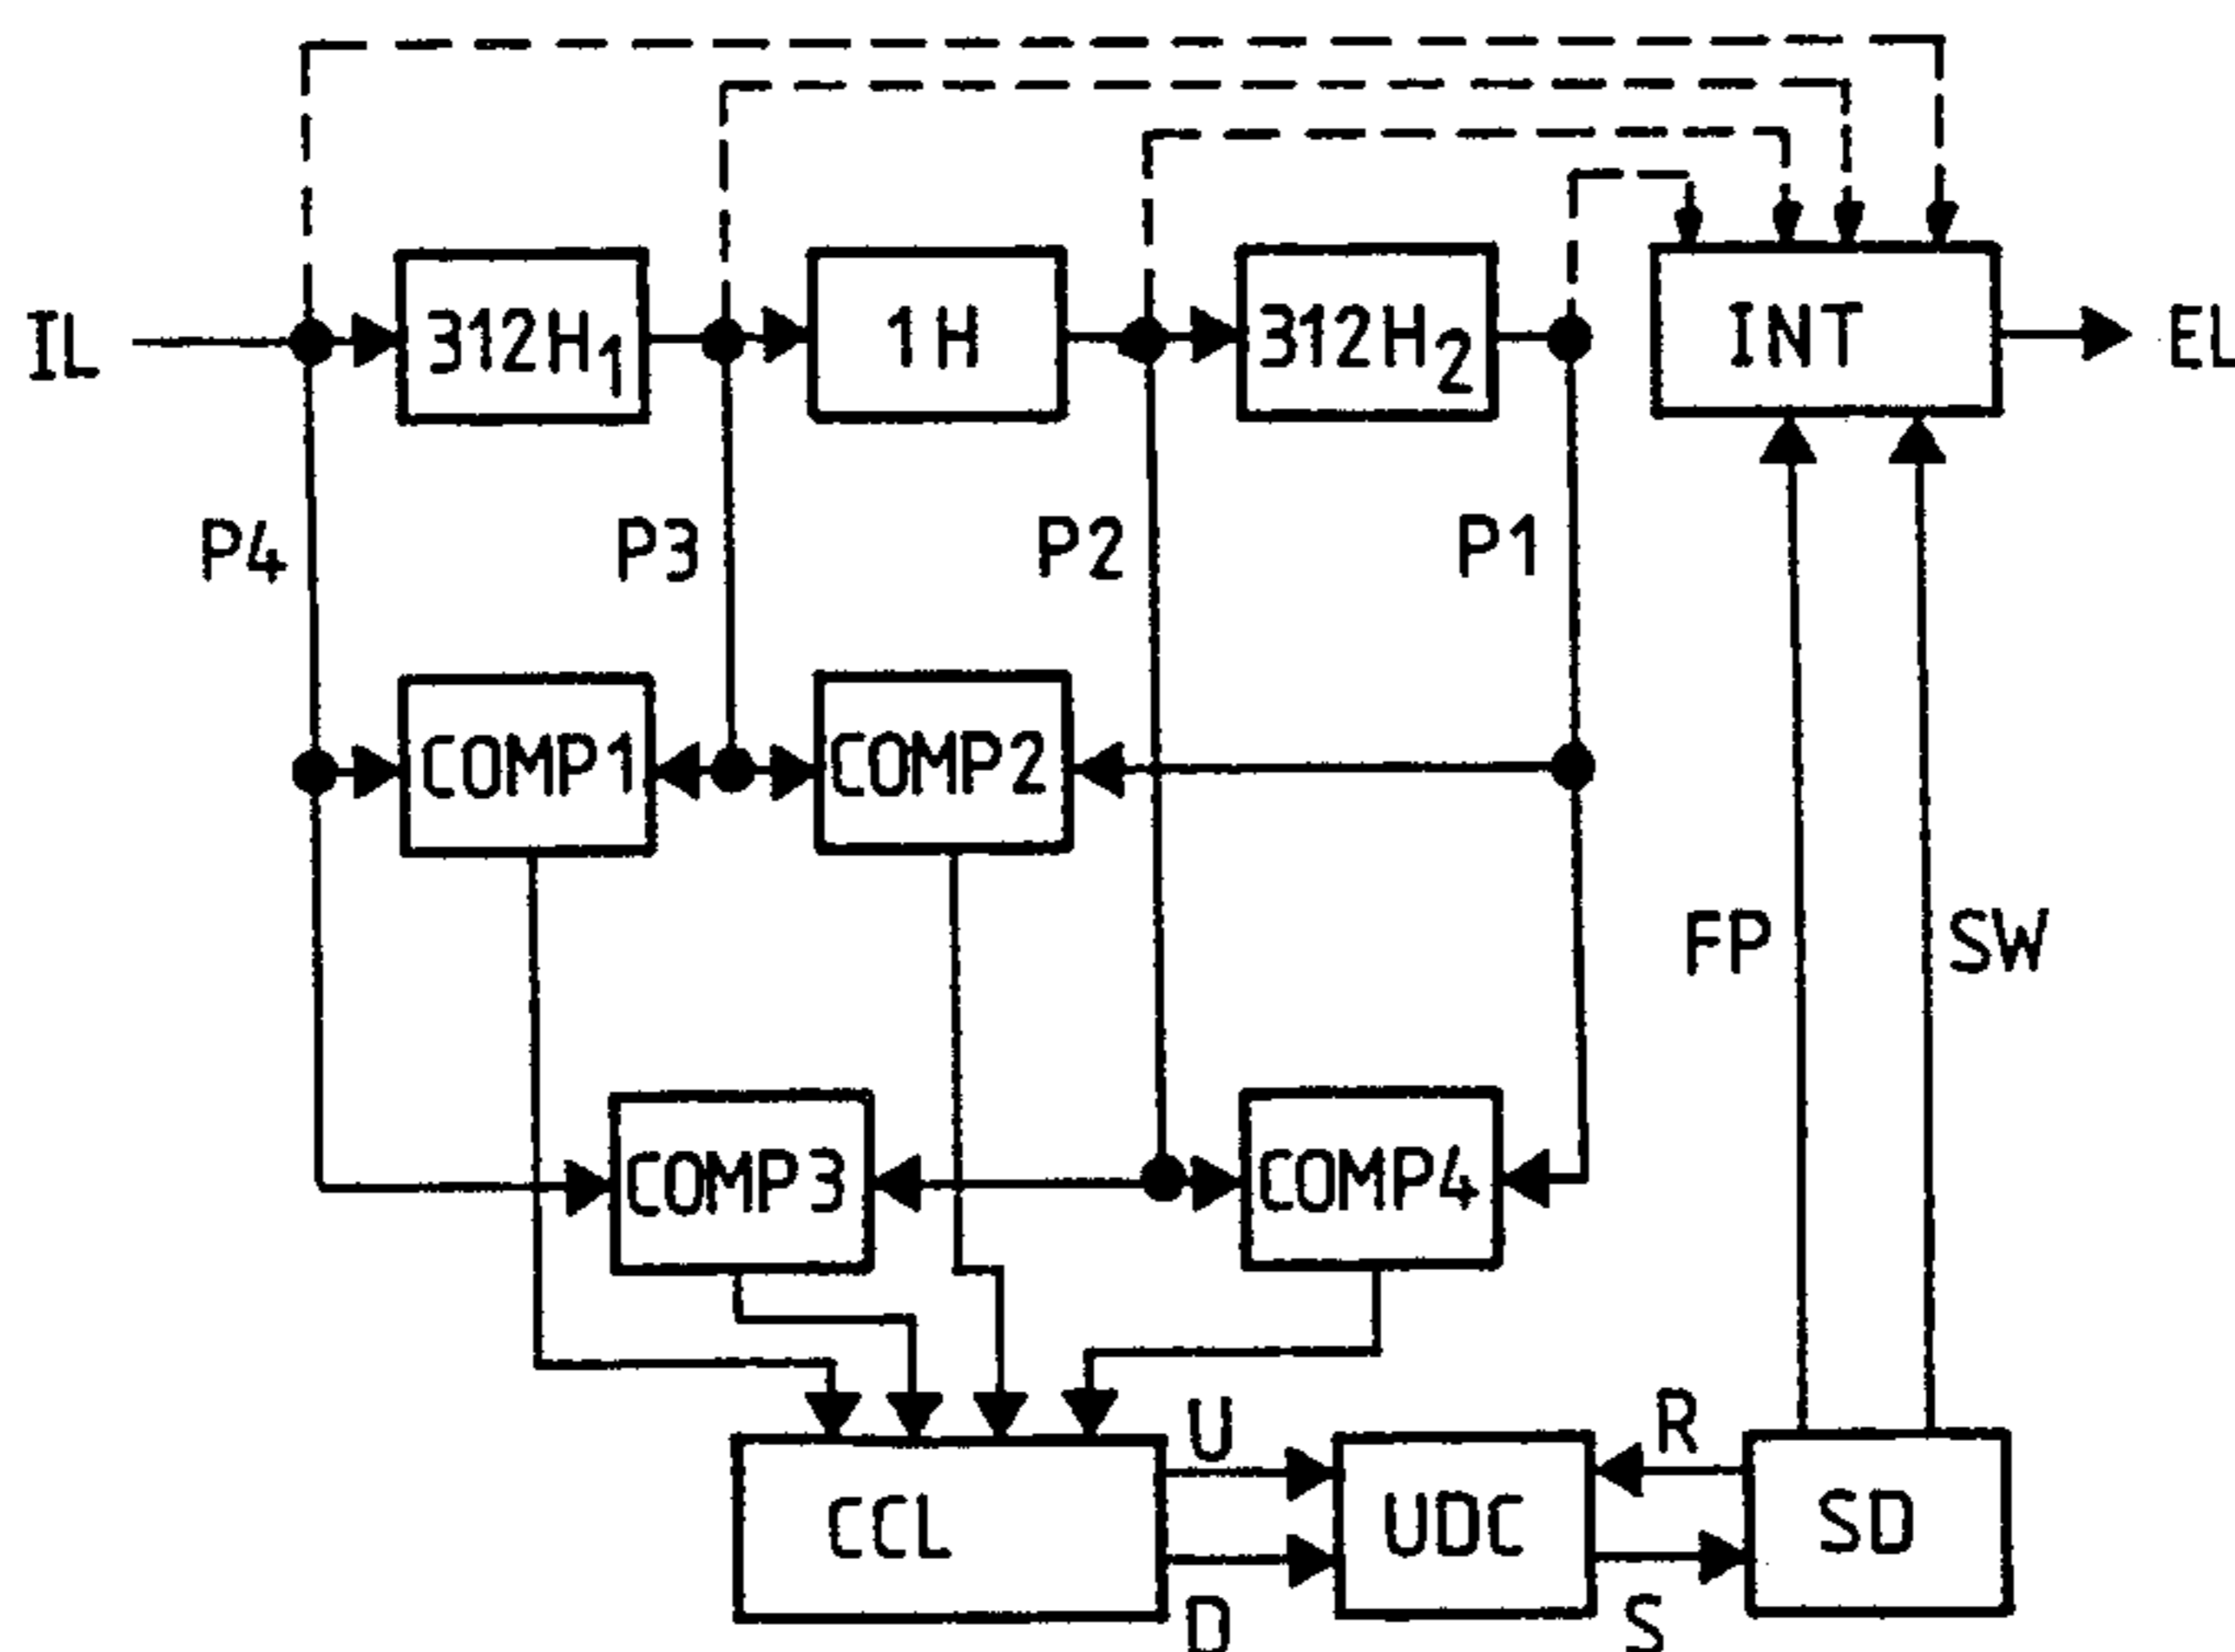 IL 312H1 1H 312H2 INT EL
P4 P3 P2 P1
COMP1 COMP2
FP SW
COMP3 COMP4
U R
CCL UDC SD
D S